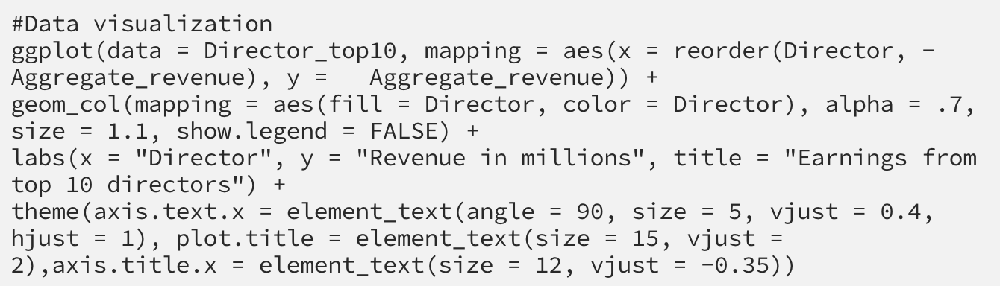 #Data visualization
ggplot(data = Director_top10, mapping = aes(x = reorder(Director, -
Aggregate_revenue), y =   Aggregate_revenue)) +
geom_col(mapping = aes(fill = Director, color = Director), alpha = .7,
size = 1.1, show.legend = FALSE) +
labs(x = "Director", y = "Revenue in millions", title = "Earnings from
top 10 directors") +
theme(axis.text.x = element_text(angle = 90, size = 5, vjust = 0.4,
hjust = 1), plot.title = element_text(size = 15, vjust =
2),axis.title.x = element_text(size = 12, vjust = -0.35))